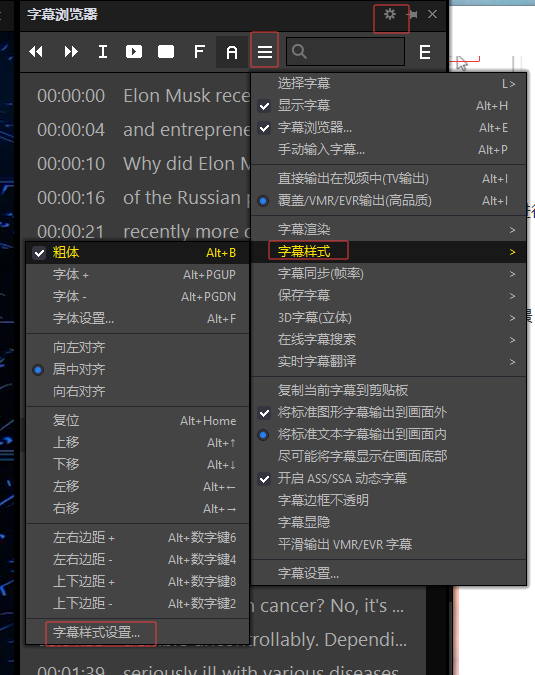 字幕浏览器
I F A E
00:00:00 Elon Musk rece
00:00:04 and entreprene
00:00:10 Why did Elon M
00:00:16 of the Russian p
00:00:21 recently more c
选择字幕 L>
显示字幕 Alt+H
字幕浏览器... Alt+E
手动输入字幕... Alt+P
直接输出在视频中(TV输出) Alt+I
覆盖/VMR/EVR输出(高品质) Alt+I
字幕渲染 >
字幕样式 >
字幕同步(帧率) >
保存字幕 >
3D字幕(立体) >
在线字幕搜索 >
实时字幕翻译 >
复制当前字幕到剪贴板
将标准图形字幕输出到画面外
将标准文本字幕输出到画面内
尽可能将字幕显示在画面底部
开启 ASS/SSA 动态字幕
字幕边框不透明
字幕显隐
平滑输出 VMR/EVR 字幕
字幕设置...
粗体 Alt+B
字体 + Alt+PGUP
字体 - Alt+PGDN
字体设置... Alt+F
向左对齐
居中对齐
向右对齐
复位 Alt+Home
上移 Alt+↑
下移 Alt+↓
左移 Alt+←
右移 Alt+→
左右边距 + Alt+数字键6
左右边距 - Alt+数字键4
上下边距 + Alt+数字键8
上下边距 - Alt+数字键2
字幕样式设置...
cancer? No, it's ...
controllably. Dependi...
00:01:39 seriously ill with various diseases